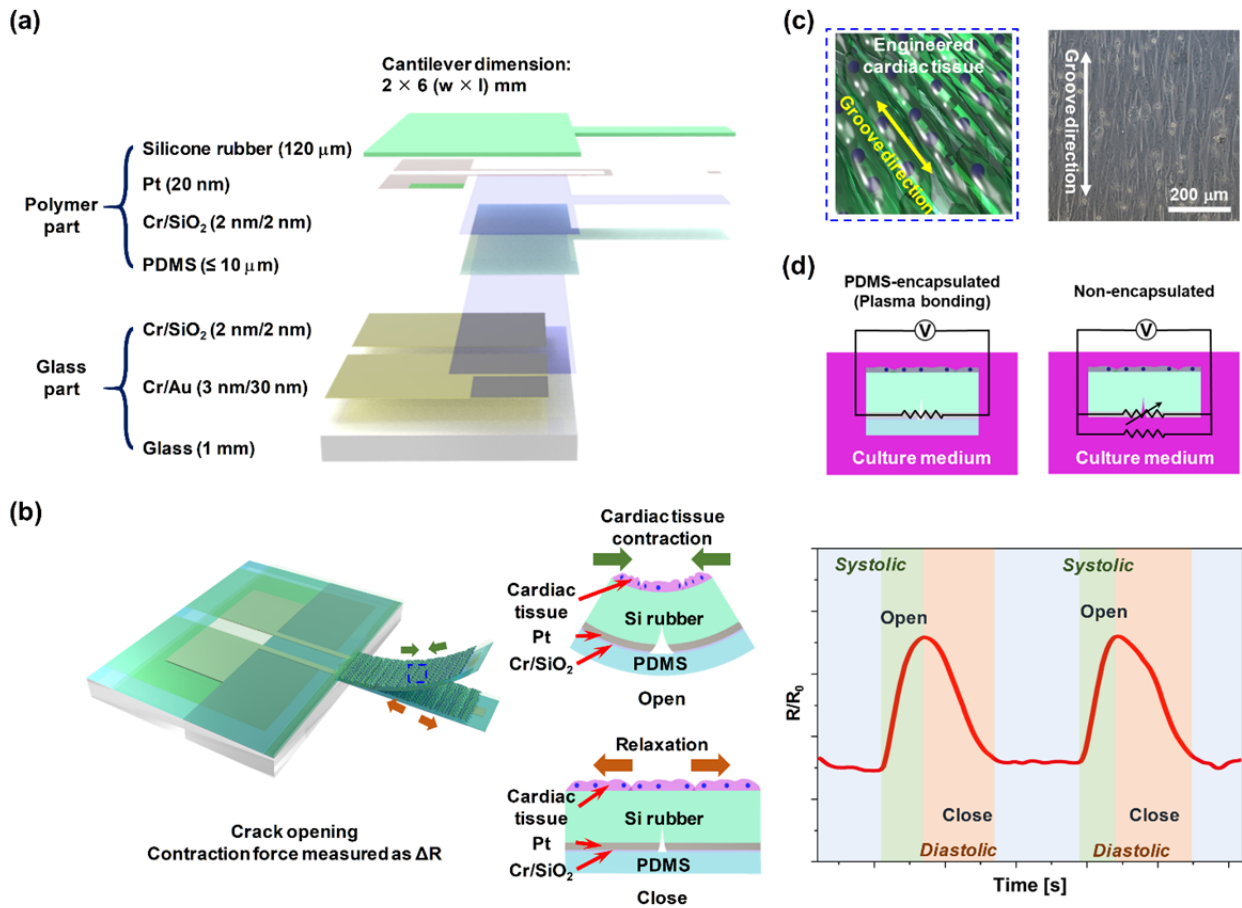 (a)
Cantilever dimension:
2 × 6 (w × l) mm
Polymer
part
Silicone rubber (120 μm)
Pt (20 nm)
Cr/SiO₂ (2 nm/2 nm)
PDMS (≤ 10 μm)
Glass
part
Cr/SiO₂ (2 nm/2 nm)
Cr/Au (3 nm/30 nm)
Glass (1 mm)
(c)
Engineered
cardiac tissue
Groove direction
Groove direction
200 μm
(d)
PDMS-encapsulated
(Plasma bonding)
V
Culture medium
Non-encapsulated
V
Culture medium
(b)
Crack opening
Contraction force measured as ΔR
Cardiac tissue
contraction
Cardiac
tissue
Si rubber
Pt
Cr/SiO₂
PDMS
Open
Relaxation
Cardiac
tissue
Si rubber
Pt
Cr/SiO₂
PDMS
Close
R/R₀
Systolic
Open
Close
Diastolic
Systolic
Open
Close
Diastolic
Time [s]